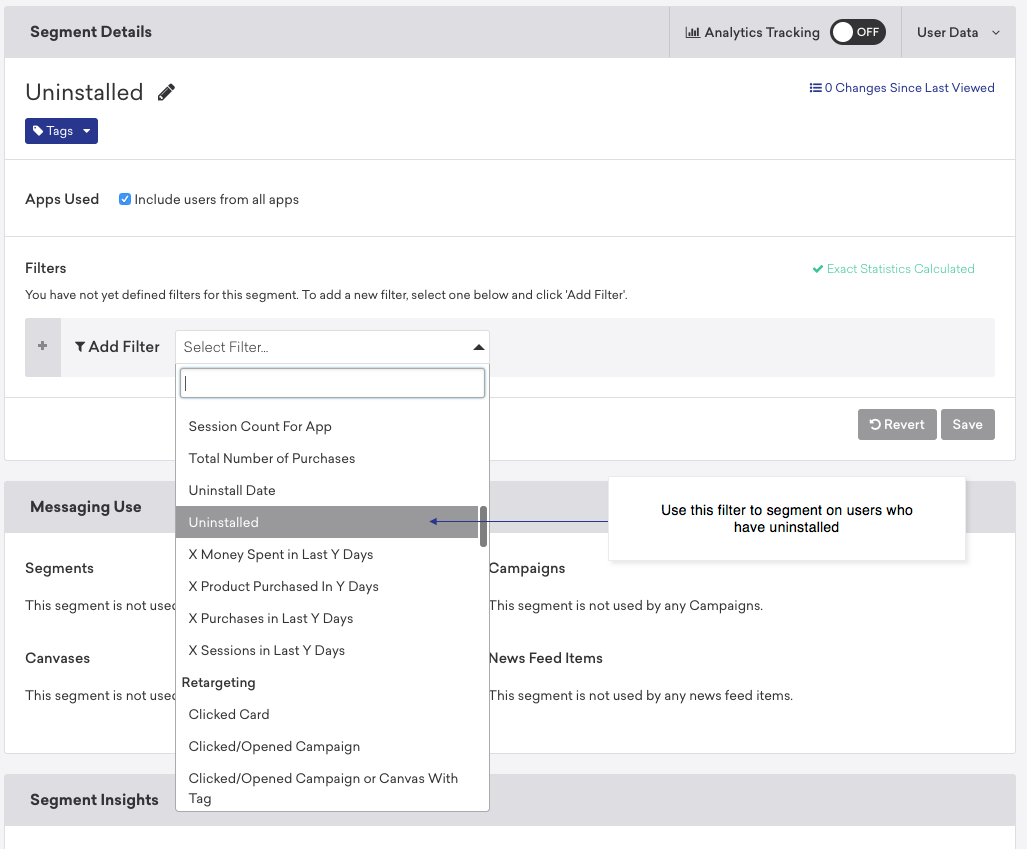 Segment Details
Analytics Tracking
OFF
User Data
Uninstalled
0 Changes Since Last Viewed
Tags
Apps Used
Include users from all apps
Filters
Exact Statistics Calculated
You have not yet defined filters for this segment. To add a new filter, select one below and click 'Add Filter'.
+
Add Filter
Select Filter...
Session Count For App
Revert
Save
Total Number of Purchases
Uninstall Date
Messaging Use
Uninstalled
Use this filter to segment on users who
have uninstalled
X Money Spent in Last Y Days
Segments
Campaigns
X Product Purchased In Y Days
This segment is not used
This segment is not used by any Campaigns.
X Purchases in Last Y Days
X Sessions in Last Y Days
Canvases
News Feed Items
Retargeting
This segment is not used
This segment is not used by any news feed items.
Clicked Card
Clicked/Opened Campaign
Clicked/Opened Campaign or Canvas With
Tag
Segment Insights